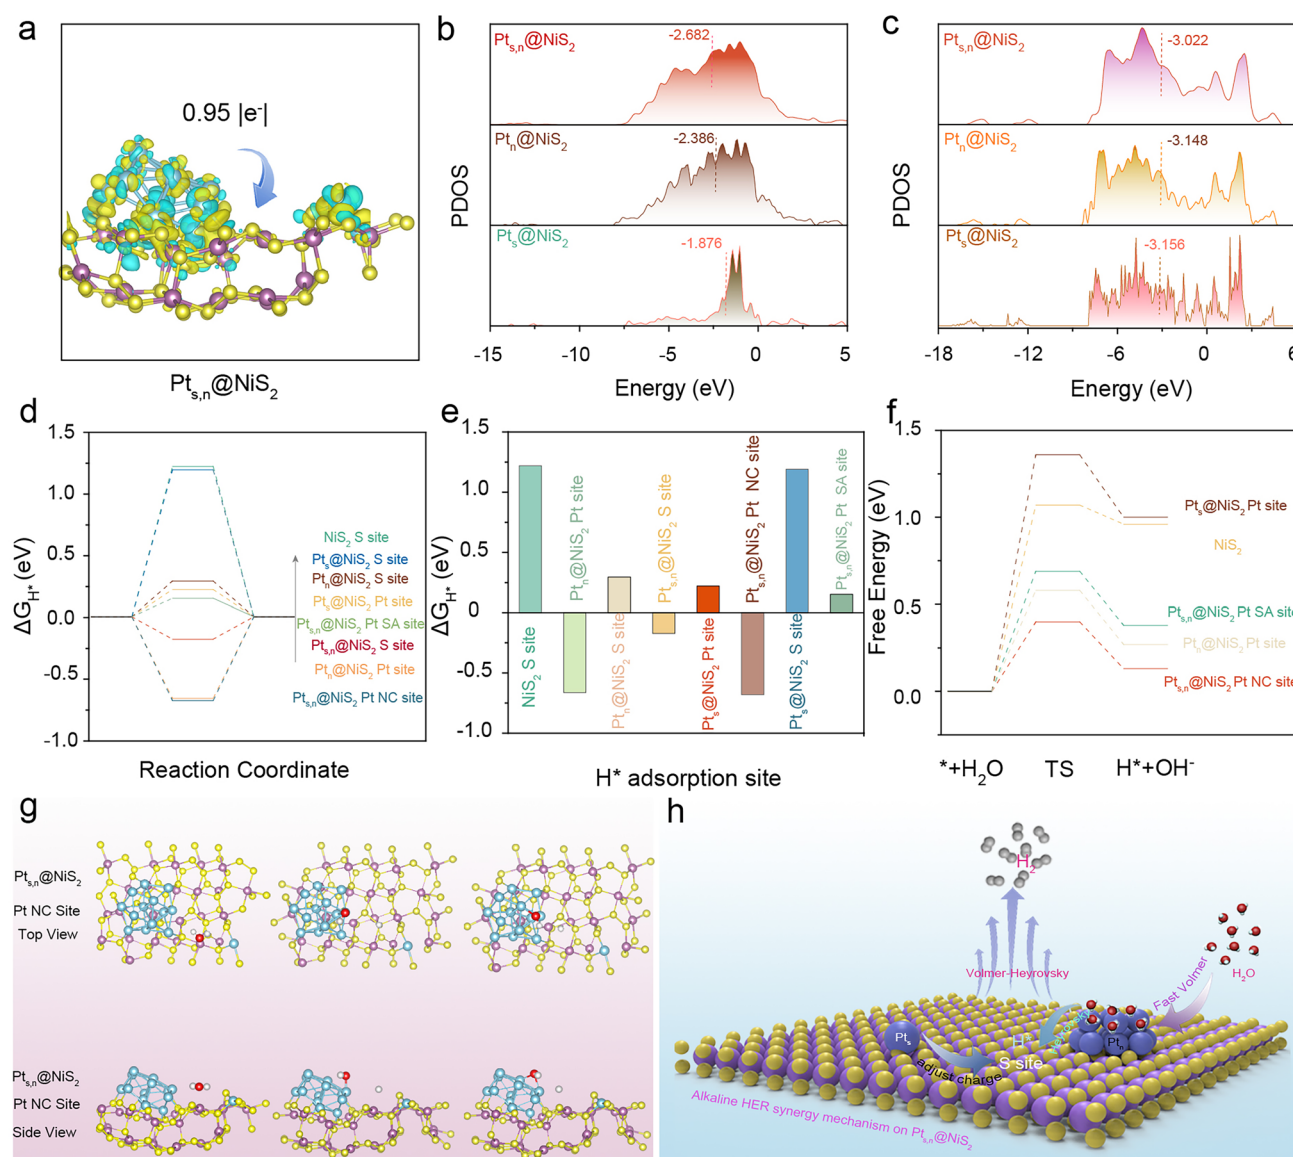 a
0.95 |e⁻|
Pts,n@NiS2
b
PDOS
Pts,n@NiS2
-2.682
Ptn@NiS2
-2.386
Pts@NiS2
-1.876
-15 -10 -5 0 5
Energy (eV)
c
PDOS
Pts,n@NiS2
-3.022
Ptn@NiS2
-3.148
Pts@NiS2
-3.156
-18 -12 -6 0 6
Energy (eV)
d
ΔGH* (eV)
1.5
1.0
0.5
0.0
-0.5
-1.0
NiS2 S site
Pts@NiS2 S site
Ptn@NiS2 S site
Pts@NiS2 Pt site
Pts,n@NiS2 Pt SA site
Pts,n@NiS2 S site
Ptn@NiS2 Pt site
Pts,n@NiS2 Pt NC site
Reaction Coordinate
e
ΔGH* (eV)
1.5
1.0
0.5
0
-0.5
-1.0
NiS2 S site
Ptn@NiS2 Pt site
Ptn@NiS2 S site
Pts,n@NiS2 S site
Pts@NiS2 Pt site
Pts,n@NiS2 Pt NC site
Pts@NiS2 S site
Pts,n@NiS2 Pt SA site
H* adsorption site
f
Free Energy (eV)
1.5
1.0
0.5
0.0
Pts@NiS2 Pt site
NiS2
Pts,n@NiS2 Pt SA site
Ptn@NiS2 Pt site
Pts,n@NiS2 Pt NC site
*+H2O TS H*+OH⁻
g
Pts,n@NiS2
Pt NC Site
Top View
Pts,n@NiS2
Pt NC Site
Side View
h
H2
Volmer-Heyrovsky
H2O
Fast Volmer
Pts
Ptn
H*
S site
Heyrovsky
adjust charge
Alkaline HER synergy mechanism on Pts,n@NiS2